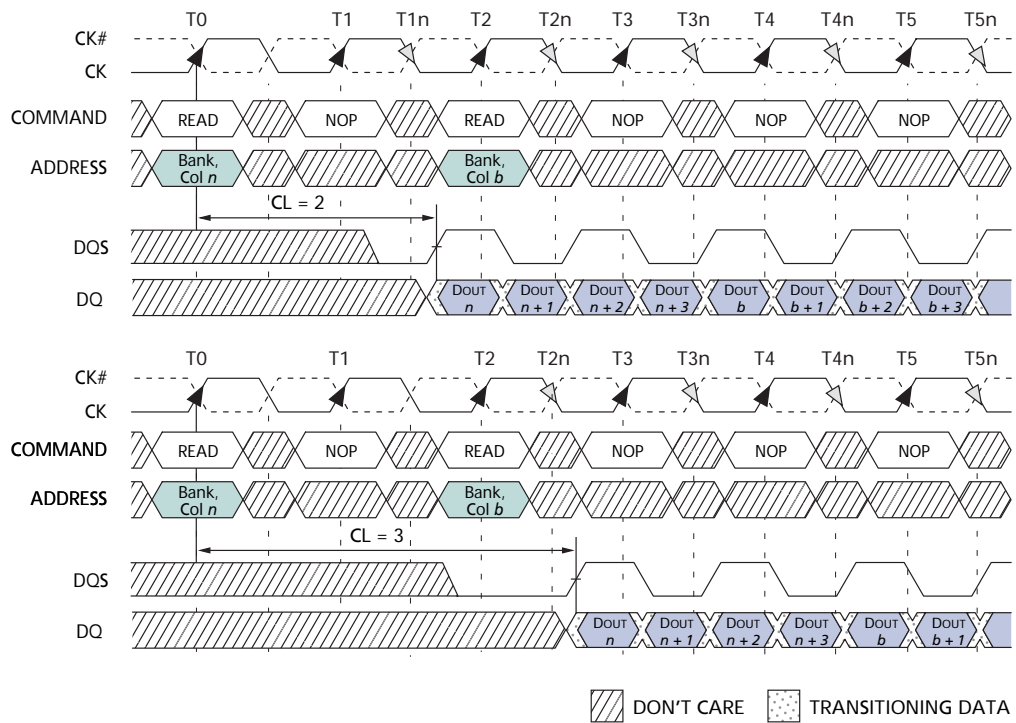 T0 T1 T1n T2 T2n T3 T3n T4 T4n T5 T5n
CK#
CK
COMMAND READ NOP READ NOP NOP NOP
ADDRESS Bank, Col n Bank, Col b
CL = 2
DQS
DQ DOUT n DOUT n + 1 DOUT n + 2 DOUT n + 3 DOUT b DOUT b + 1 DOUT b + 2 DOUT b + 3
T0 T1 T2 T2n T3 T3n T4 T4n T5 T5n
CK#
CK
COMMAND READ NOP READ NOP NOP NOP
ADDRESS Bank, Col n Bank, Col b
CL = 3
DQS
DQ DOUT n DOUT n + 1 DOUT n + 2 DOUT n + 3 DOUT b DOUT b + 1
DON'T CARE TRANSITIONING DATA